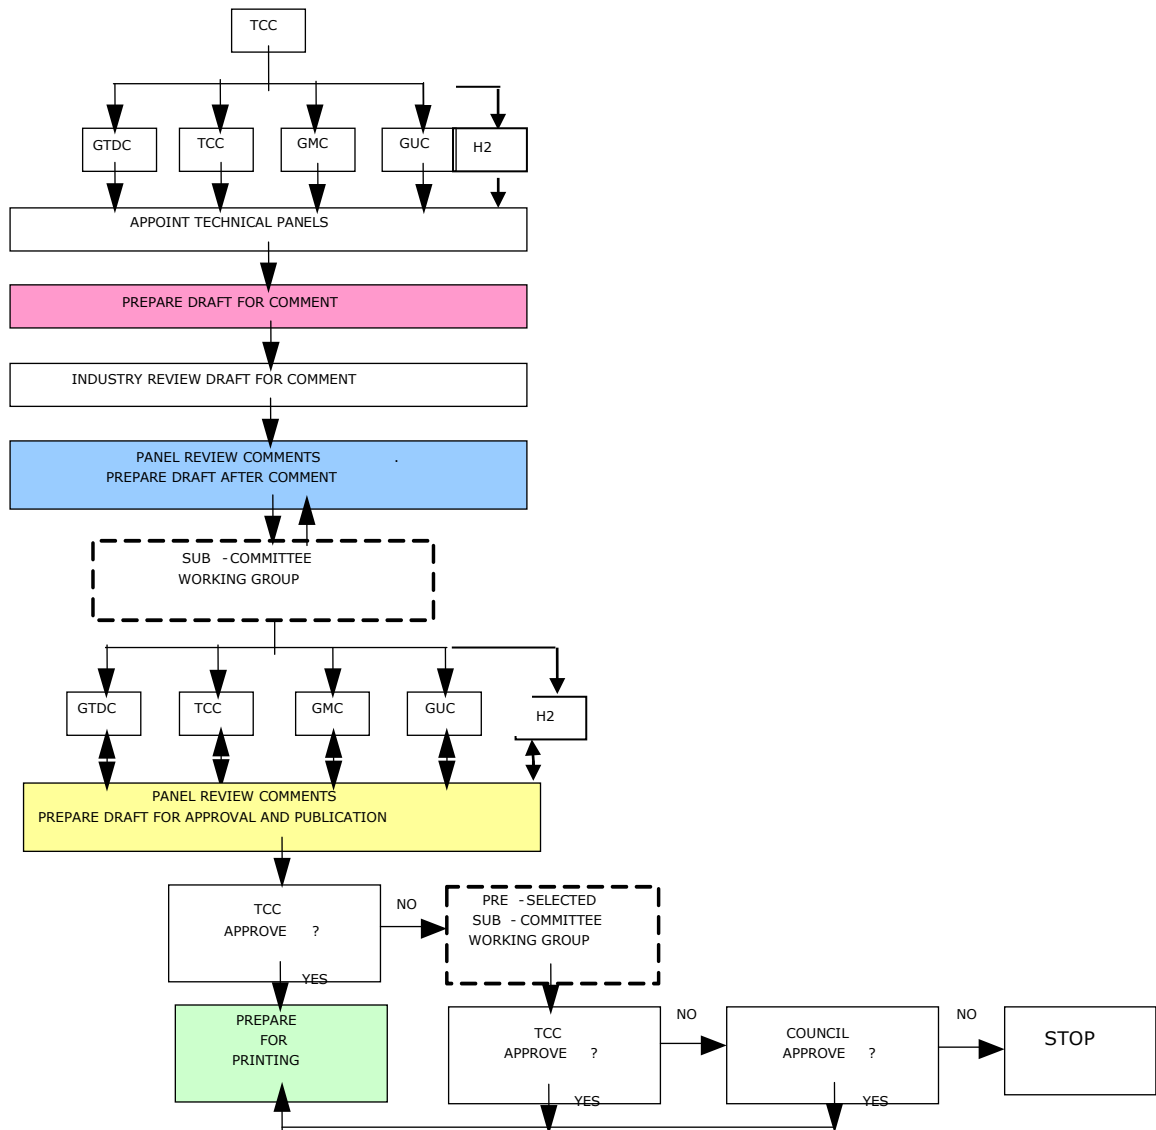 TCC
GTDC
TCC
GMC
GUC
H2
APPOINT TECHNICAL PANELS
PREPARE DRAFT FOR COMMENT
INDUSTRY REVIEW DRAFT FOR COMMENT
PANEL REVIEW COMMENTS .
PREPARE DRAFT AFTER COMMENT
SUB - COMMITTEE
WORKING GROUP
GTDC
TCC
GMC
GUC
H2
PANEL REVIEW COMMENTS
PREPARE DRAFT FOR APPROVAL AND PUBLICATION
TCC
APPROVE ?
NO
PRE - SELECTED
SUB - COMMITTEE
WORKING GROUP
YES
PREPARE
FOR
PRINTING
TCC
APPROVE ?
NO
COUNCIL
APPROVE ?
NO
STOP
YES
YES